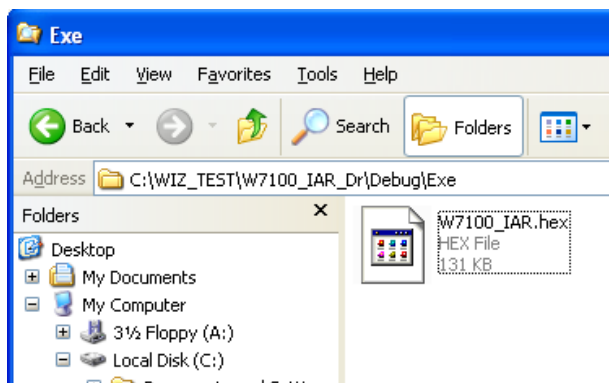 Exe
File Edit View Favorites Tools Help
Back Search Folders
Address C:\WIZ_TEST\W7100_IAR_Dr\Debug\Exe
Folders
Desktop
My Documents
My Computer
3½ Floppy (A:)
Local Disk (C:)
W7100_IAR.hex
HEX File
131 KB